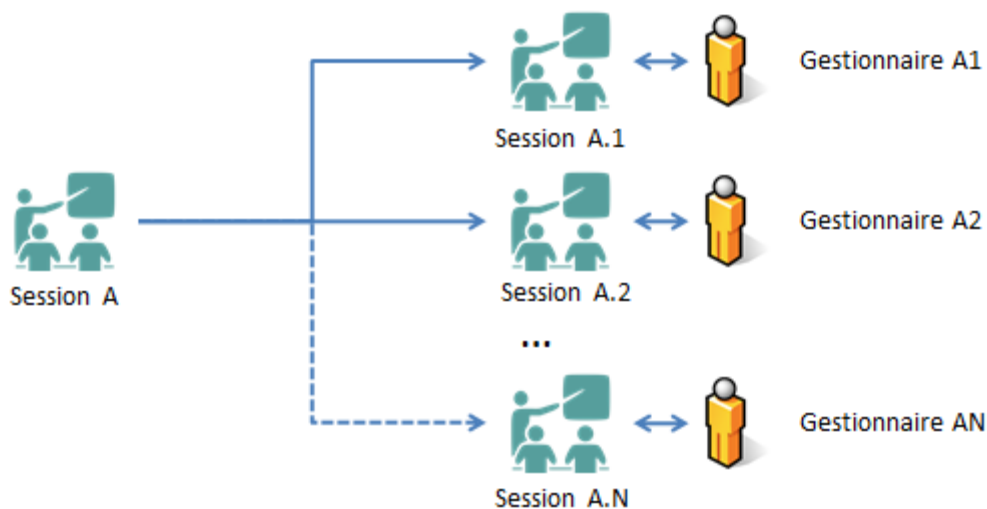 Gestionnaire A1
Session A.1
Gestionnaire A2
Session A
Session A.2
...
Gestionnaire AN
Session A.N